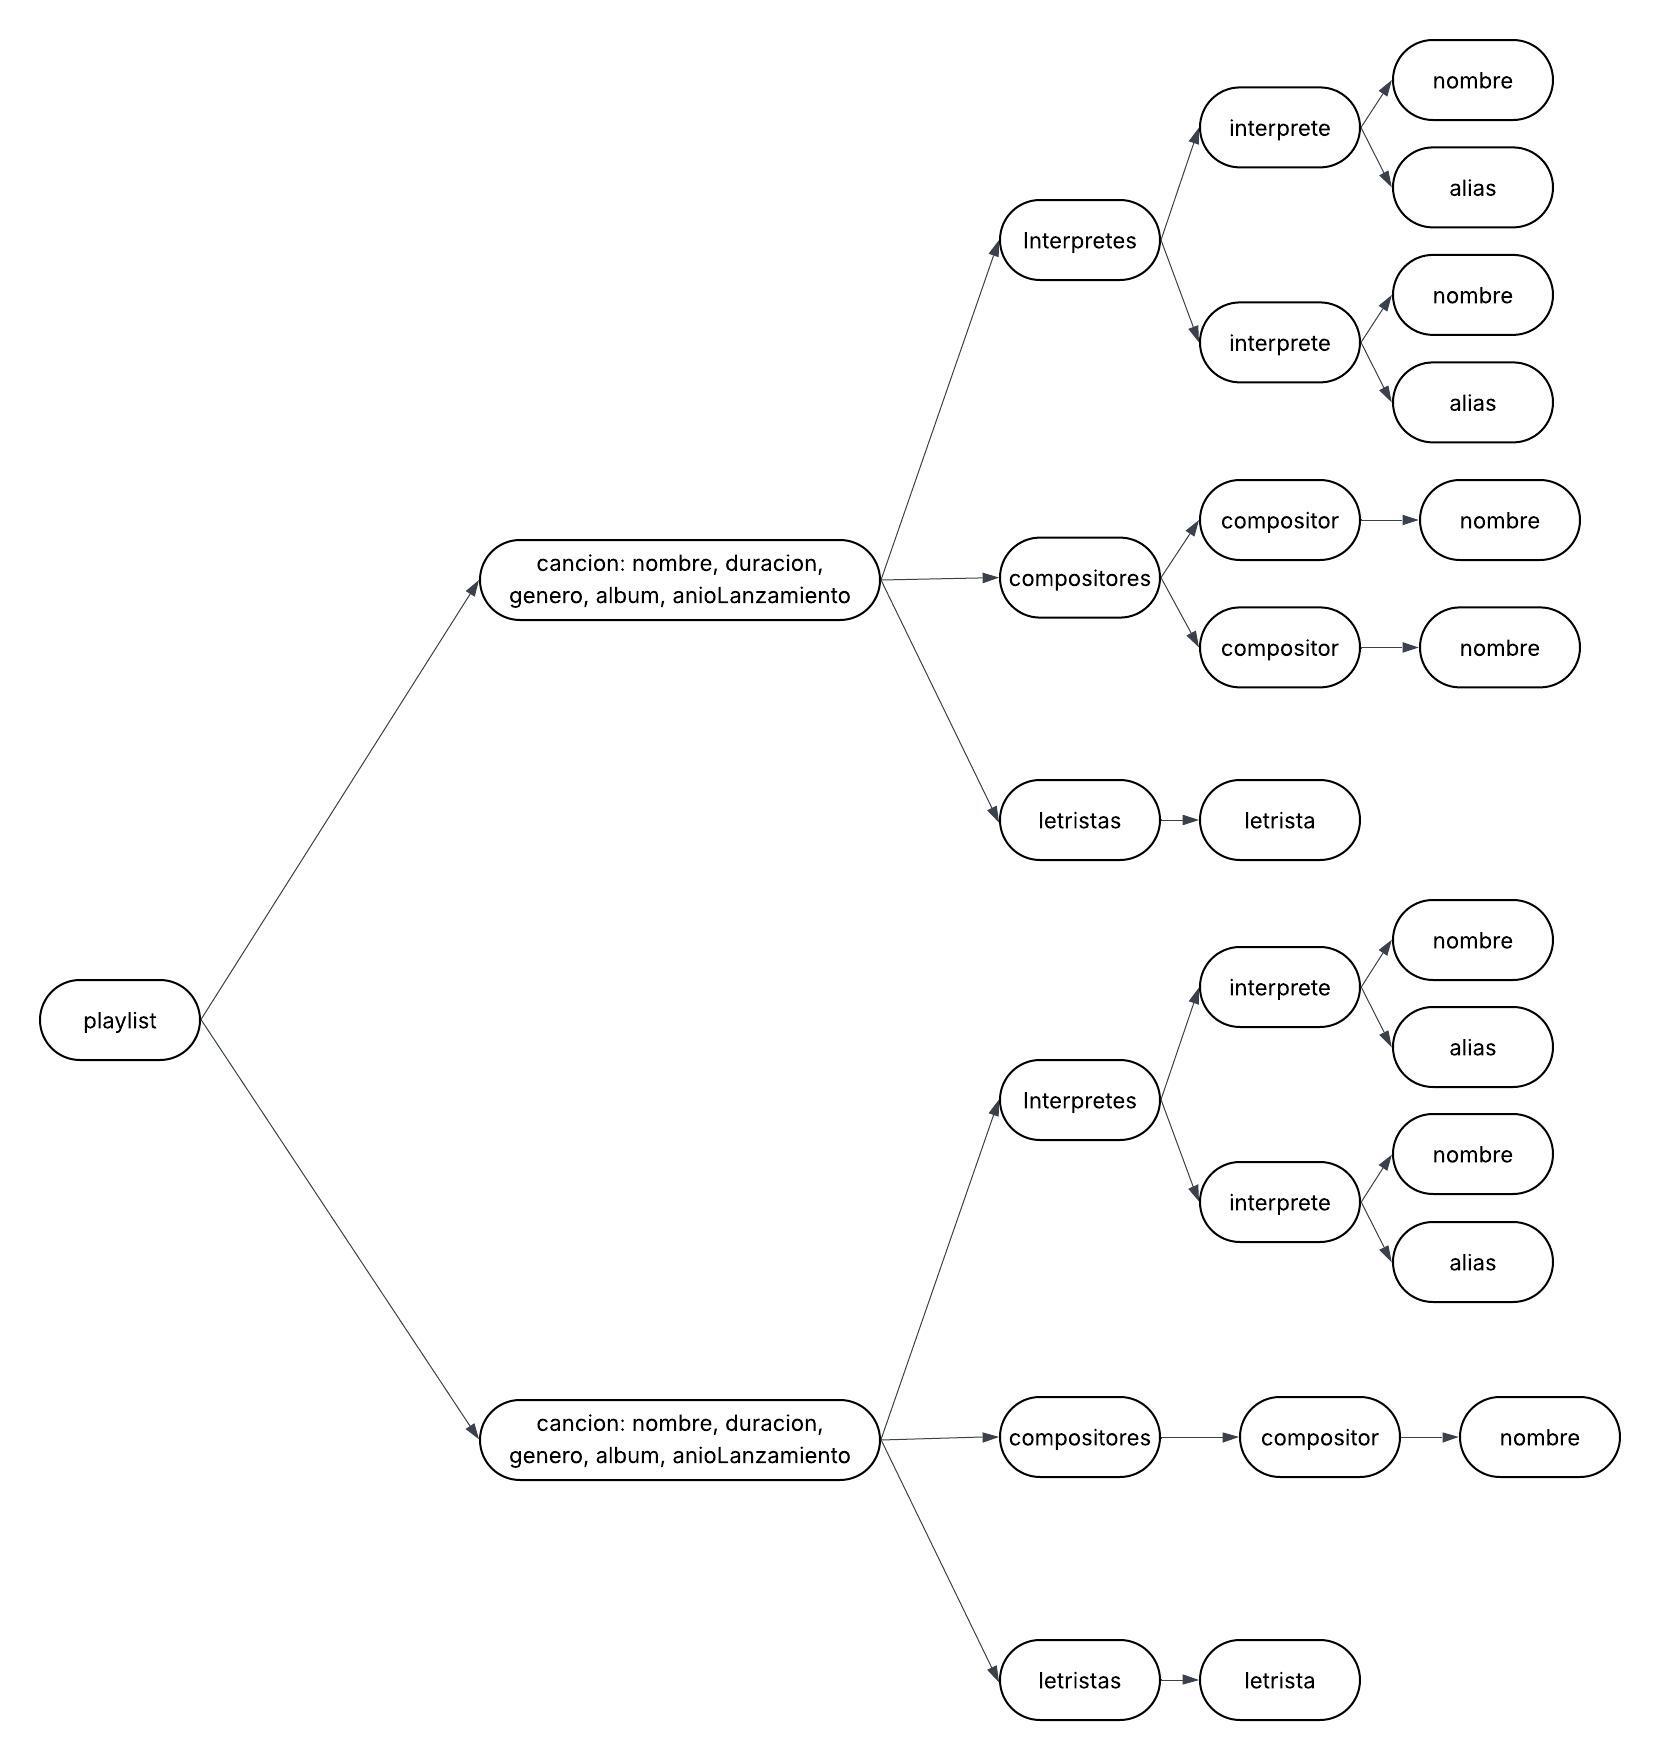 nombre
interprete
alias
Interpretes
nombre
interprete
alias
cancion: nombre, duracion,
genero, album, anioLanzamiento
compositor
nombre
compositores
compositor
nombre
letristas
letrista
playlist
nombre
interprete
alias
Interpretes
nombre
interprete
alias
cancion: nombre, duracion,
genero, album, anioLanzamiento
compositores
compositor
nombre
letristas
letrista